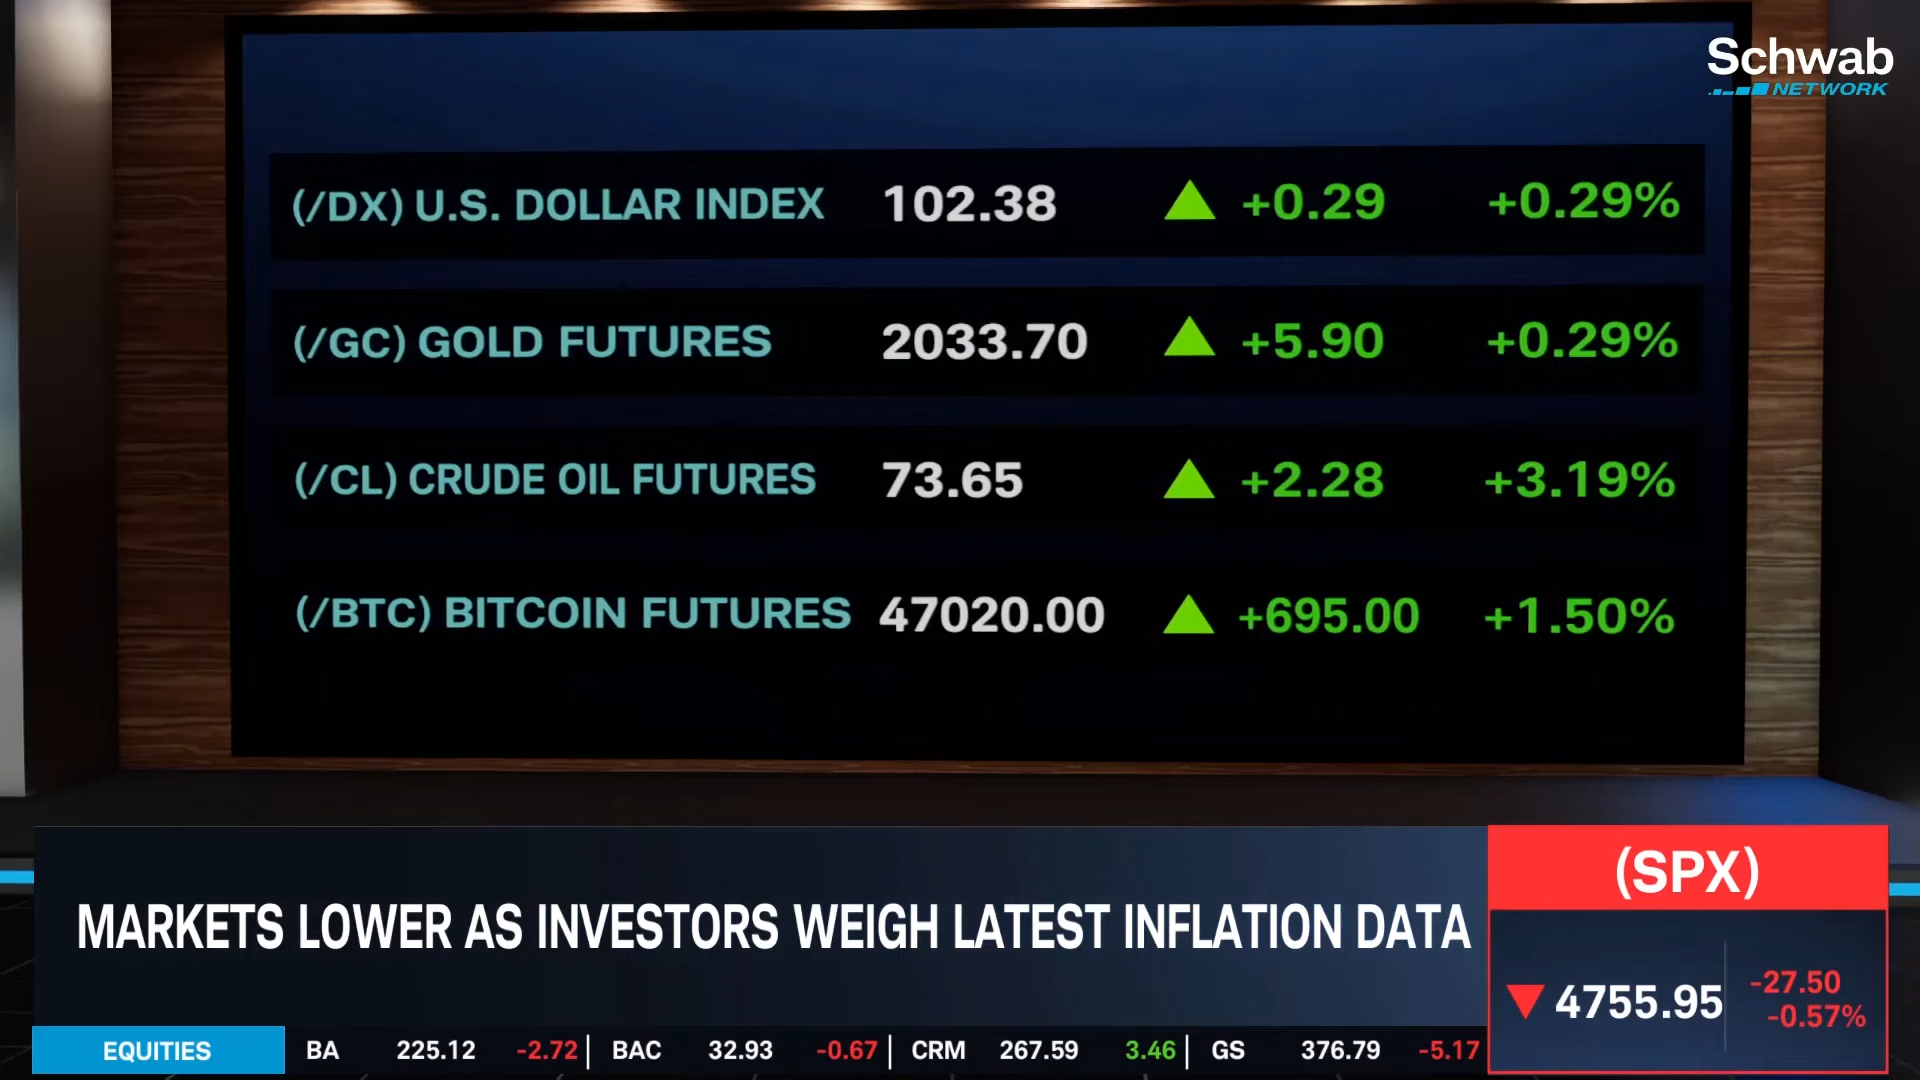 Schwab
NETWORK
(/DX) U.S. DOLLAR INDEX 102.38 +0.29 +0.29%
(/GC) GOLD FUTURES 2033.70 +5.90 +0.29%
(/CL) CRUDE OIL FUTURES 73.65 +2.28 +3.19%
(/BTC) BITCOIN FUTURES 47020.00 +695.00 +1.50%
MARKETS LOWER AS INVESTORS WEIGH LATEST INFLATION DATA
(SPX)
4755.95 -27.50
-0.57%
EQUITIES BA 225.12 -2.72 BAC 32.93 -0.67 CRM 267.59 3.46 GS 376.79 -5.17